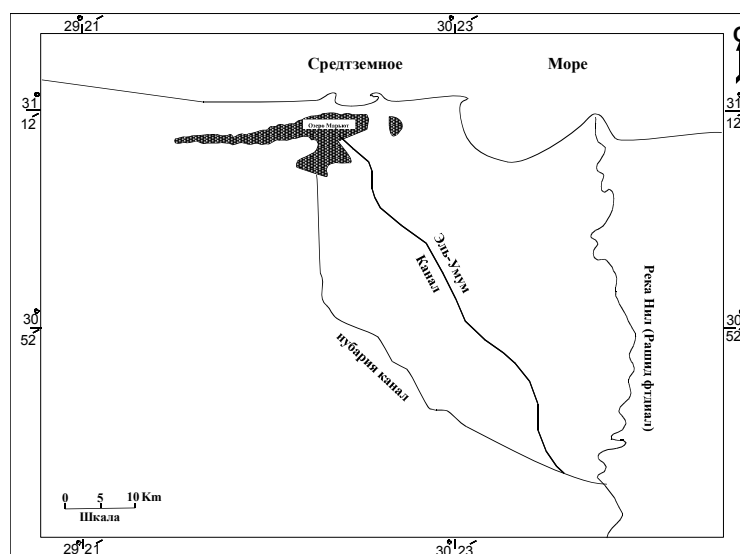 29°21′ 30°23′
Средтземное Море
С
31°12′ 31°12′
Озеро Марьют
Эль-Умум
Канал
Река Нил (Рашид фтдиал)
30°52′ 30°52′
нубария канал
0 5 10 Km
Шкала
29°21′ 30°23′